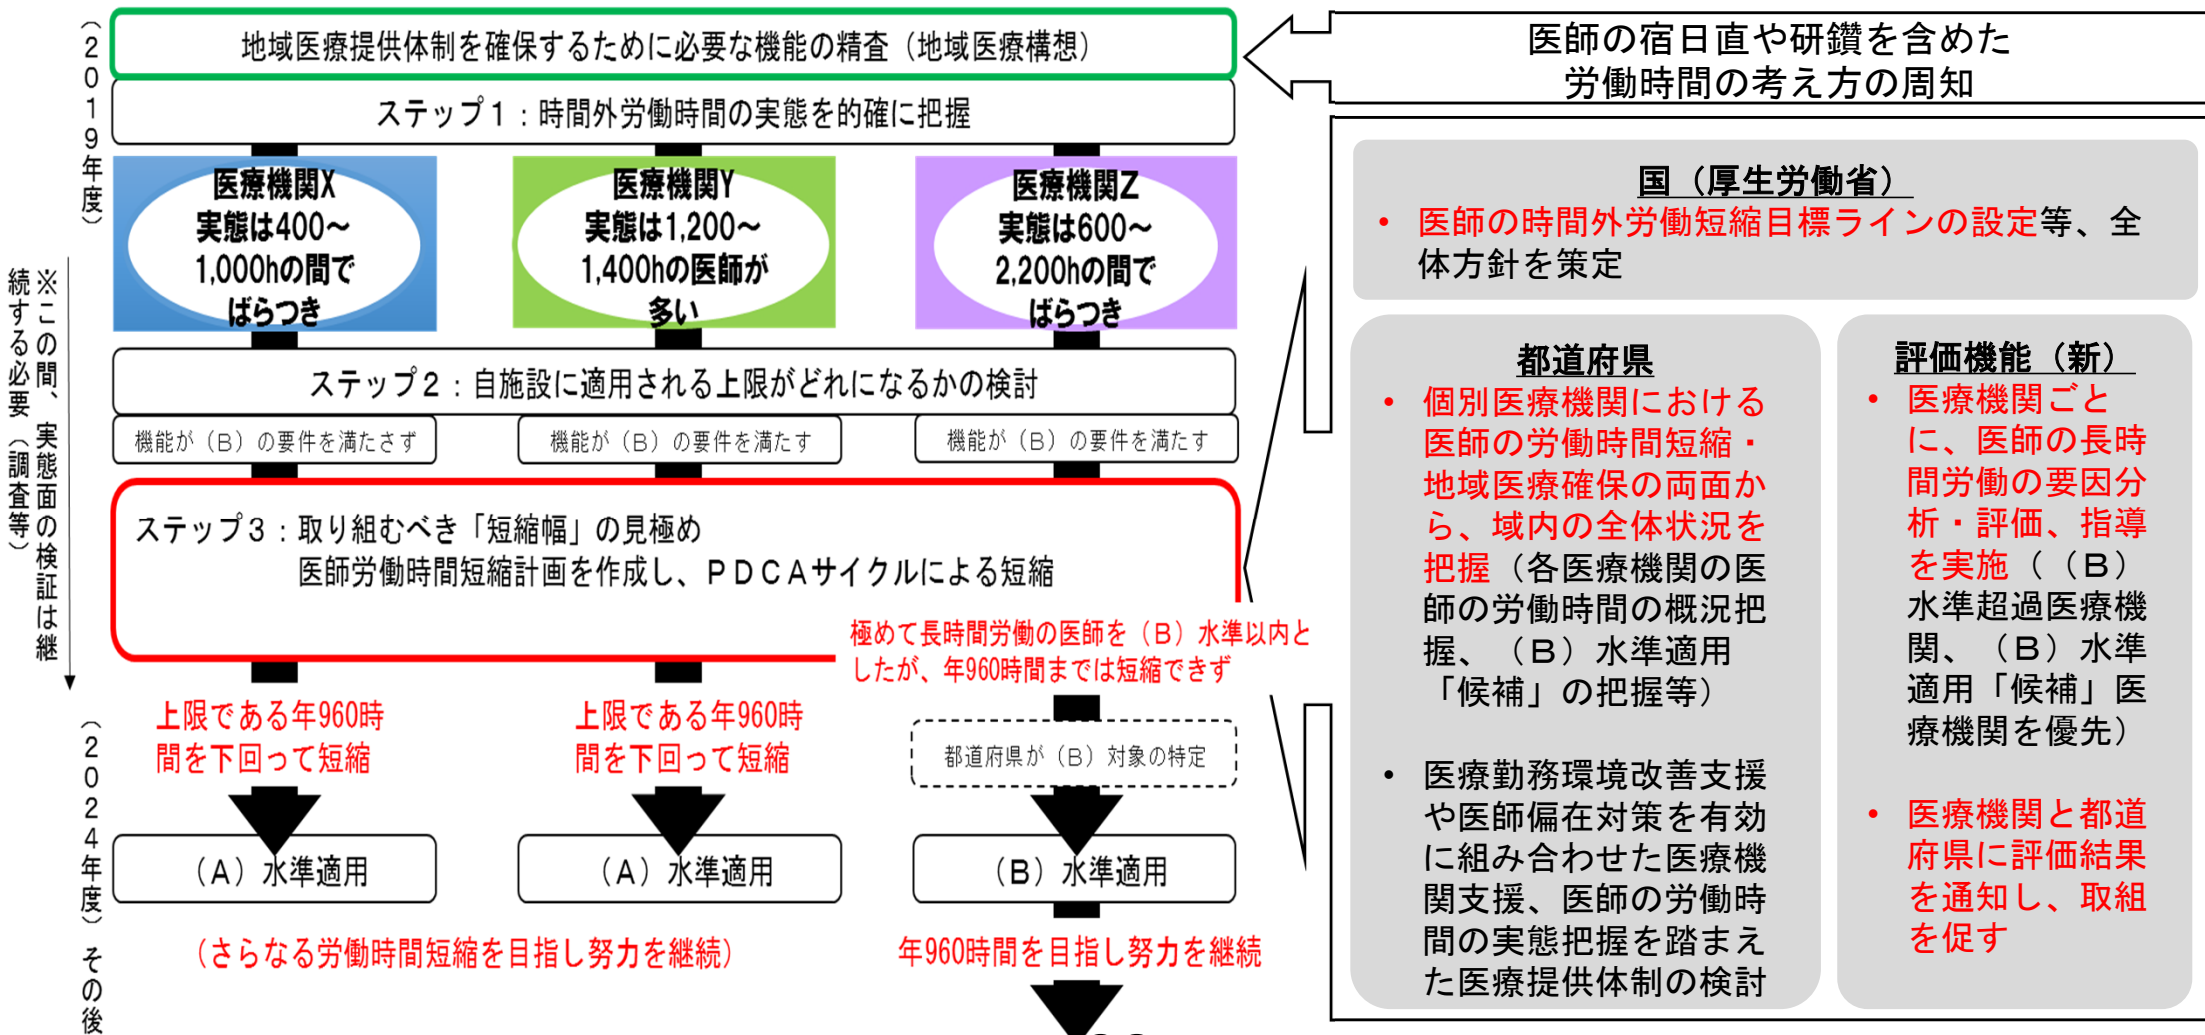 （2019年度）
※この間、実態面の検証は継
続する必要（調査等）
（2024年度）その後
地域医療提供体制を確保するために必要な機能の精査（地域医療構想）
ステップ１：時間外労働時間の実態を的確に把握
医療機関X
実態は400～
1,000hの間で
ばらつき
医療機関Y
実態は1,200～
1,400hの医師が
多い
医療機関Z
実態は600～
2,200hの間で
ばらつき
ステップ２：自施設に適用される上限がどれになるかの検討
機能が（B）の要件を満たさず
機能が（B）の要件を満たす
機能が（B）の要件を満たす
ステップ３：取り組むべき「短縮幅」の見極め
医師労働時間短縮計画を作成し、ＰＤＣＡサイクルによる短縮
極めて長時間労働の医師を（B）水準以内と
したが、年960時間までは短縮できず
上限である年960時
間を下回って短縮
上限である年960時
間を下回って短縮
都道府県が（B）対象の特定
（A）水準適用
（A）水準適用
（B）水準適用
（さらなる労働時間短縮を目指し努力を継続）
年960時間を目指し努力を継続
医師の宿日直や研鑽を含めた
労働時間の考え方の周知
国（厚生労働省）
• 医師の時間外労働短縮目標ラインの設定等、全
体方針を策定
都道府県
• 個別医療機関における
医師の労働時間短縮・
地域医療確保の両面か
ら、域内の全体状況を
把握（各医療機関の医
師の労働時間の概況把
握、（Ｂ）水準適用
「候補」の把握等）
• 医療勤務環境改善支援
や医師偏在対策を有効
に組み合わせた医療機
関支援、医師の労働時
間の実態把握を踏まえ
た医療提供体制の検討
評価機能（新）
• 医療機関ごと
に、医師の長時
間労働の要因分
析・評価、指導
を実施（（Ｂ）
水準超過医療機
関、（Ｂ）水準
適用「候補」医
療機関を優先）
• 医療機関と都道
府県に評価結果
を通知し、取組
を促す